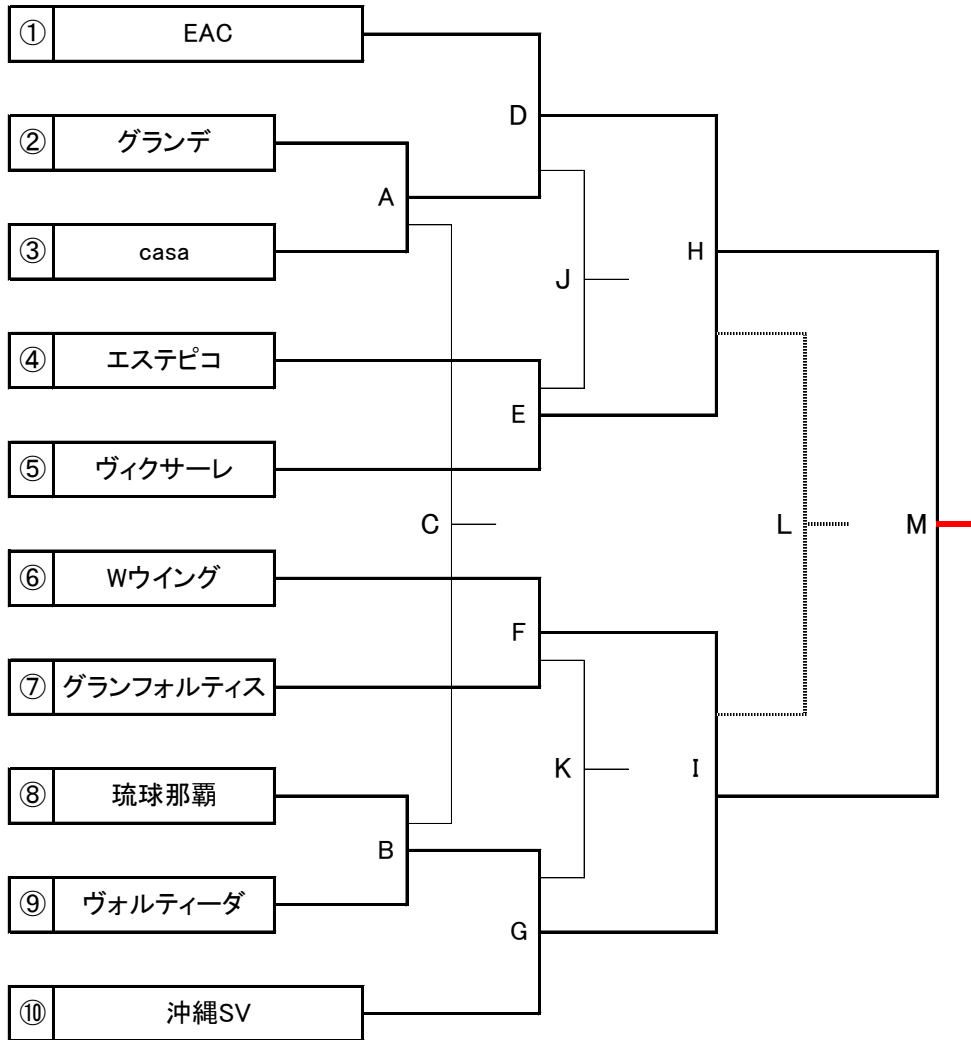 ① EAC
D
② グランデ
A
③ casa
H
J
④ エステピコ
E
⑤ ヴィクサーレ
C
L
M
⑥ Wウイング
F
⑦ グランフォルティス
K
I
⑧ 琉球那覇
B
⑨ ヴォルティーダ
G
⑩ 沖縄SV